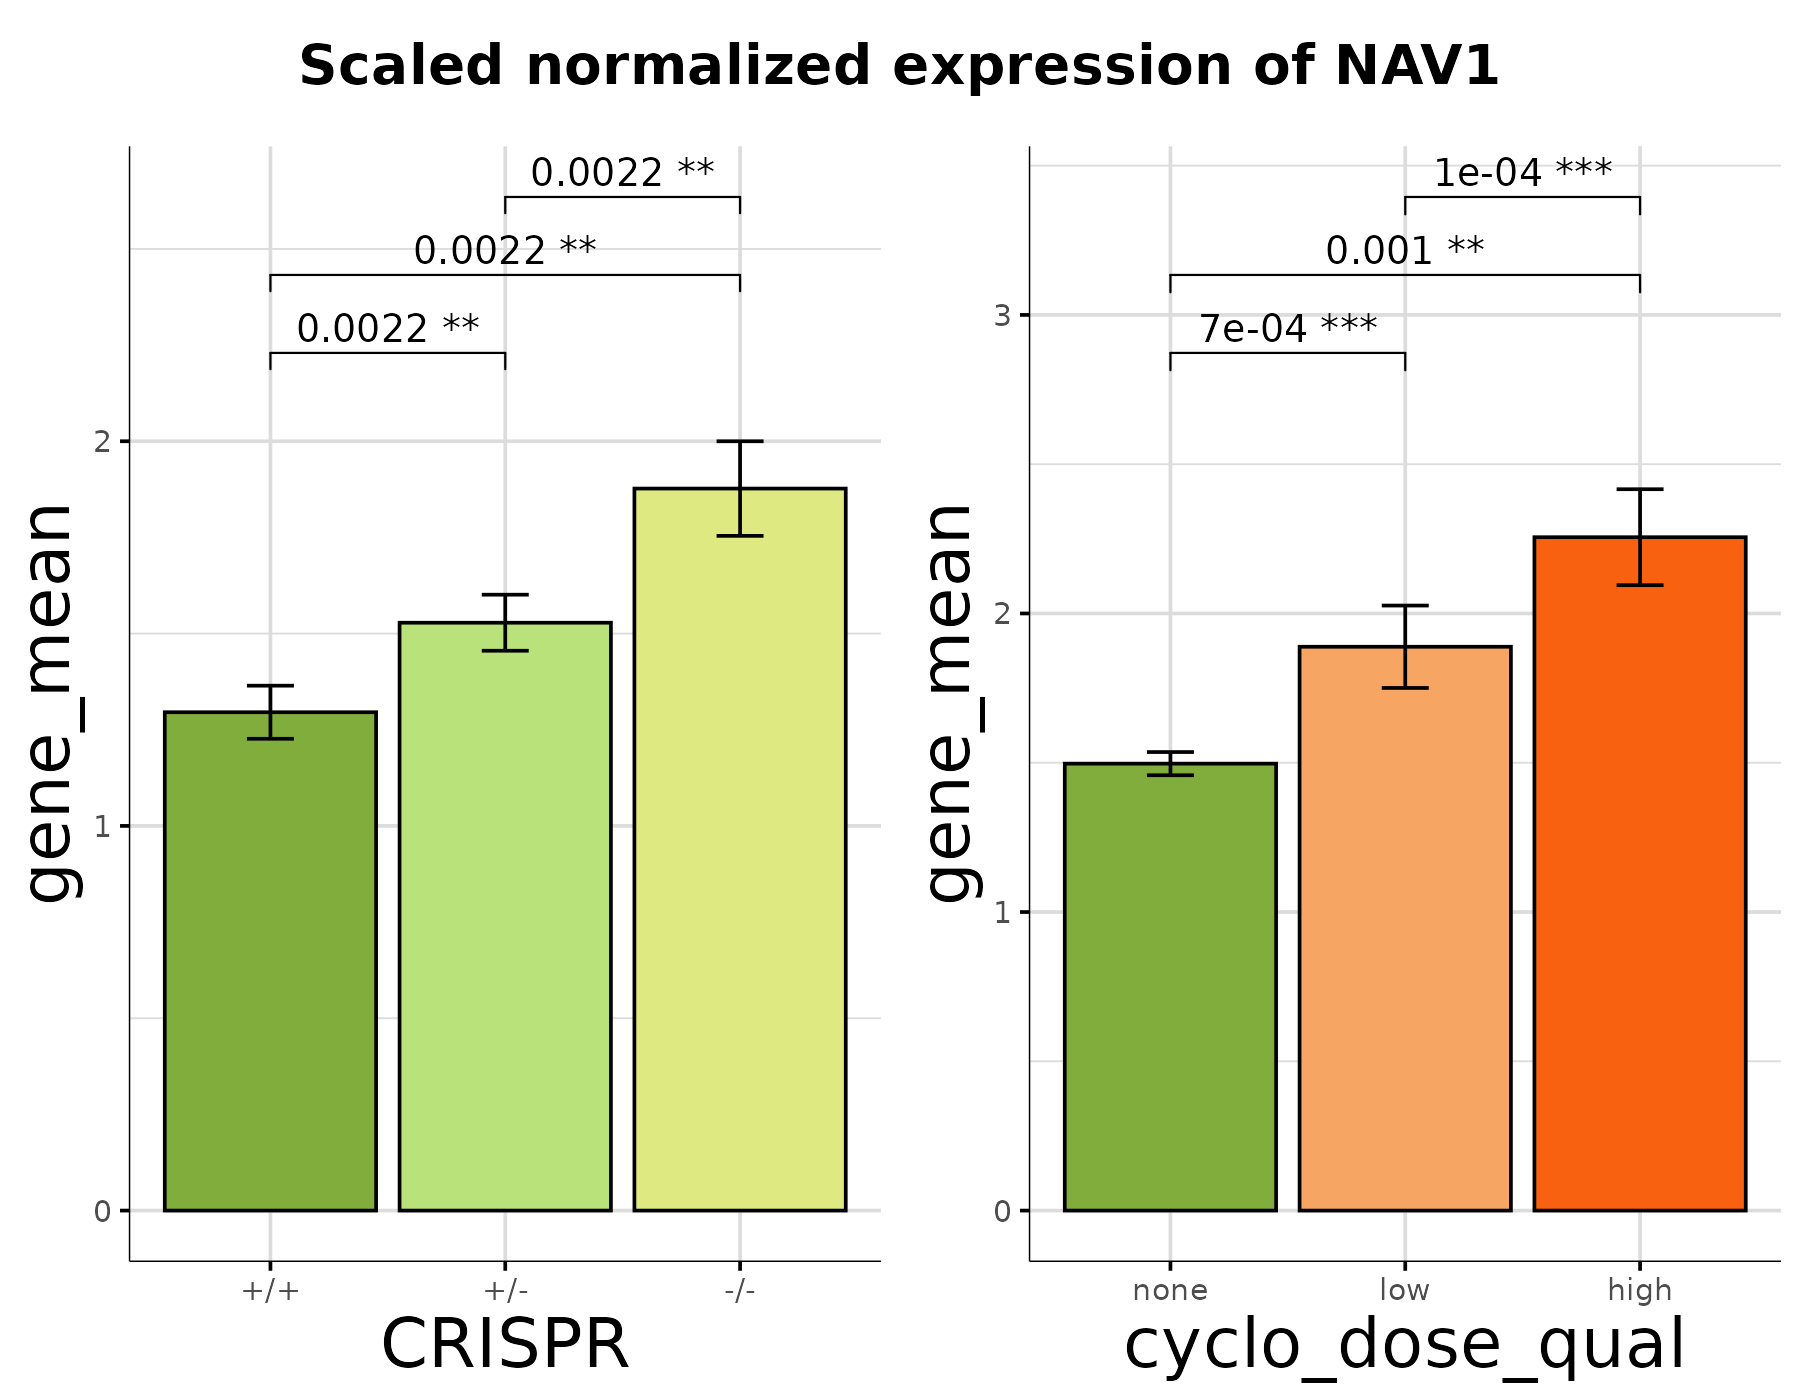 Scaled normalized expression of NAV1
gene_mean
0.0022 **
0.0022 **
0.0022 **
2
1
0
+/+ +/- -/-
CRISPR
gene_mean
1e-04 ***
0.001 **
7e-04 ***
3
2
1
0
none low high
cyclo_dose_qual